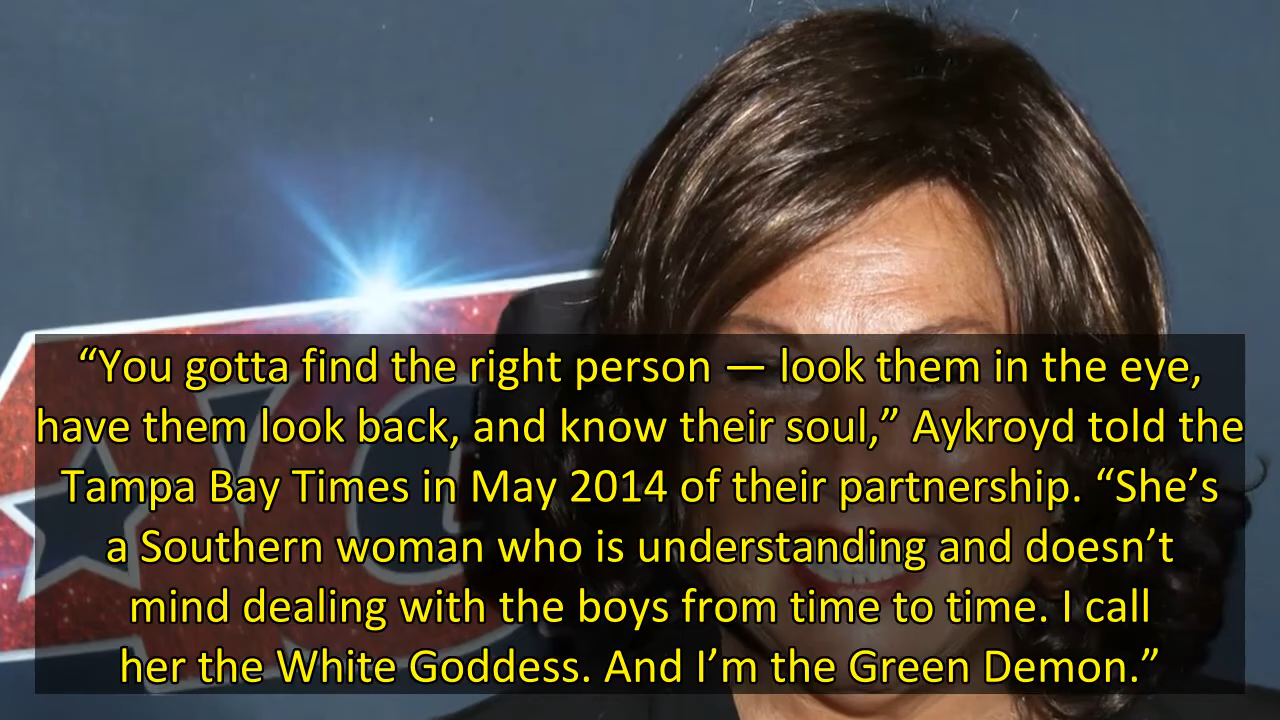 “You gotta find the right person — look them in the eye,
have them look back, and know their soul,” Aykroyd told the
Tampa Bay Times in May 2014 of their partnership. “She’s
a Southern woman who is understanding and doesn’t
mind dealing with the boys from time to time. I call
her the White Goddess. And I’m the Green Demon.”